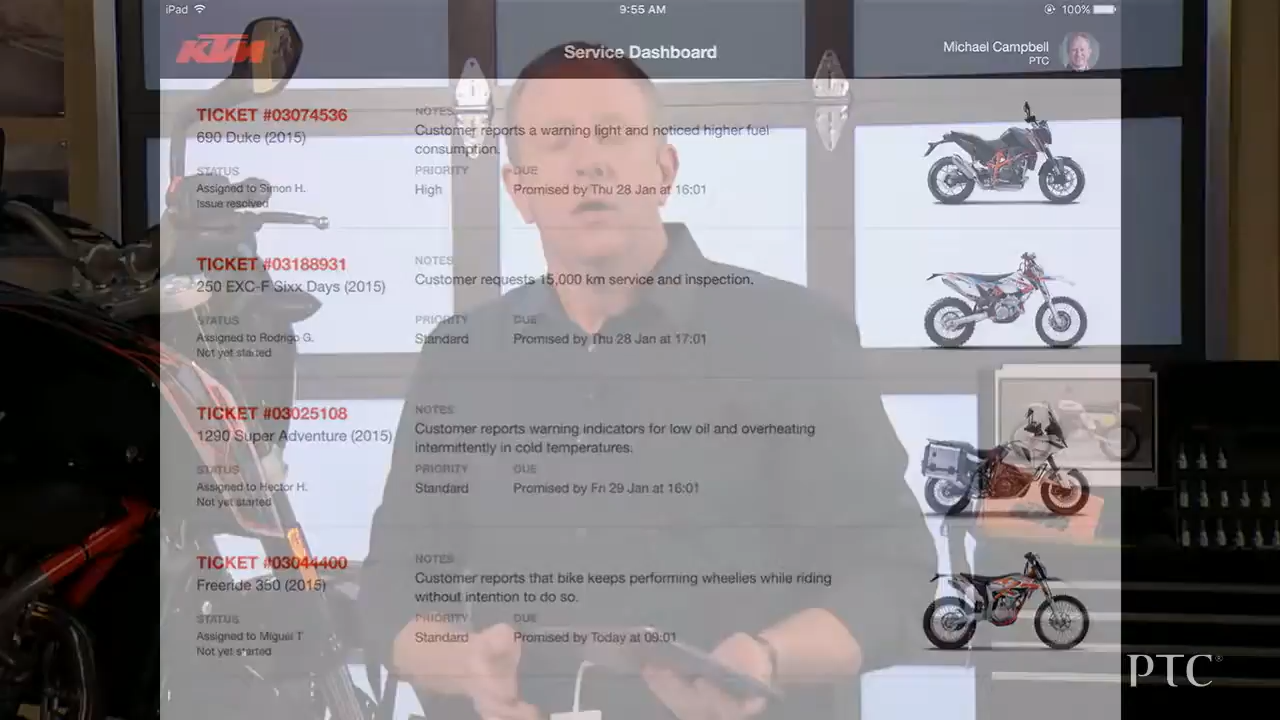 iPad
9:55 AM
100%
KTM
Service Dashboard
Michael Campbell
PTC
TICKET #03074536
690 Duke (2015)
NOTES
Customer reports a warning light and noticed higher fuel
consumption.
STATUS
Assigned to Simon H.
Issue resolved
PRIORITY
High
DUE
Promised by Thu 28 Jan at 16:01
TICKET #03188931
250 EXC-F Sixx Days (2015)
NOTES
Customer requests 15,000 km service and inspection.
STATUS
Assigned to Rodrigo G.
Not yet started
PRIORITY
Standard
DUE
Promised by Thu 28 Jan at 17:01
TICKET #03025108
1290 Super Adventure (2015)
NOTES
Customer reports warning indicators for low oil and overheating
intermittently in cold temperatures.
STATUS
Assigned to Hector H.
Not yet started
PRIORITY
Standard
DUE
Promised by Fri 29 Jan at 16:01
TICKET #03044400
Freeride 350 (2015)
NOTES
Customer reports that bike keeps performing wheelies while riding
without intention to do so.
STATUS
Assigned to Miguel T
Not yet started
PRIORITY
Standard
DUE
Promised by Today at 09:01
PTC®